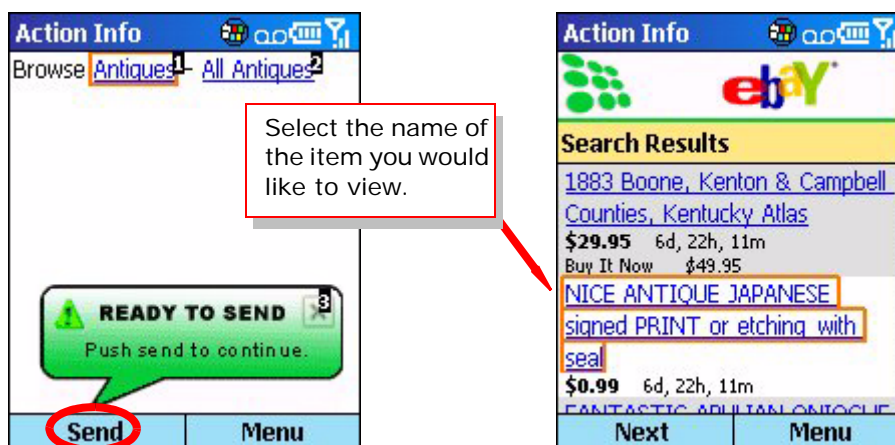 Action Info
Browse Antiques 1 - All Antiques 2
Select the name of
the item you would
like to view.
READY TO SEND 3
Push send to continue.
Send Menu
Action Info
ebaY
Search Results
1883 Boone, Kenton & Campbell
Counties, Kentucky Atlas
$29.95 6d, 22h, 11m
Buy It Now $49.95
NICE ANTIQUE JAPANESE
signed PRINT or etching with
seal
$0.99 6d, 22h, 11m
FANTASTIC APULIAN
Next Menu